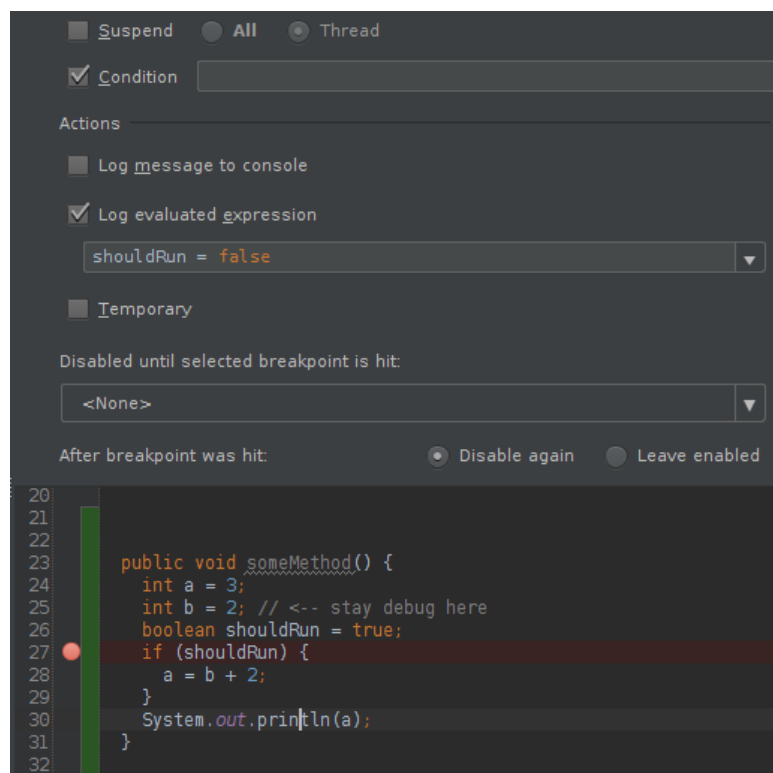 Suspend All Thread
Condition
Actions
Log message to console
Log evaluated expression
shouldRun = false
Temporary
Disabled until selected breakpoint is hit:
<None>
After breakpoint was hit: Disable again Leave enabled
20
21
22
23 public void someMethod() {
24 int a = 3;
25 int b = 2; // <-- stay debug here
26 boolean shouldRun = true;
27 if (shouldRun) {
28 a = b + 2;
29 }
30 System.out.println(a);
31 }
32